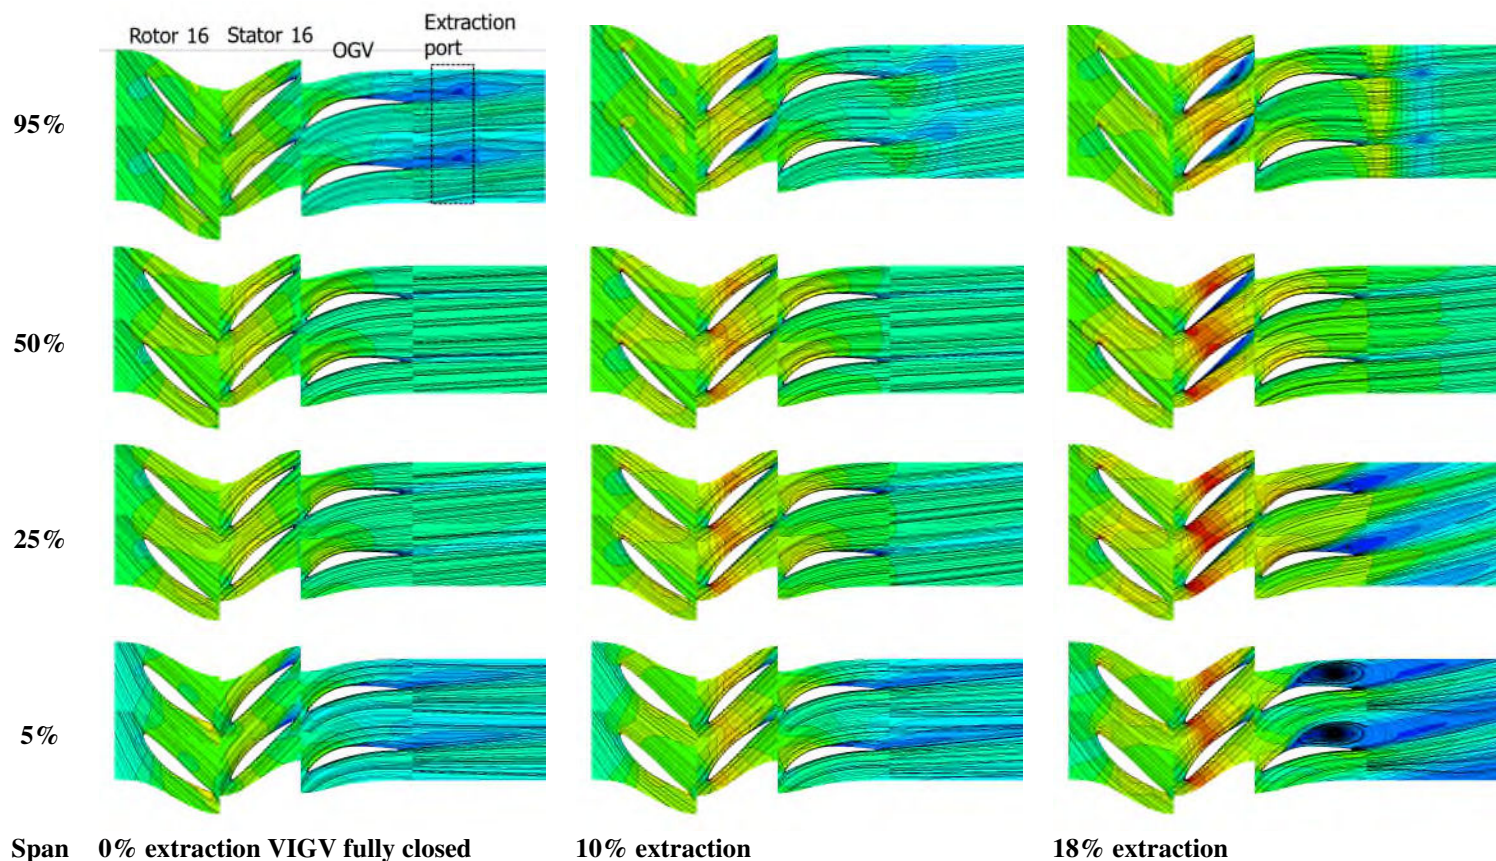 Rotor 16 Stator 16 OGV Extraction
port
95%
50%
25%
5%
Span 0% extraction VIGV fully closed 10% extraction 18% extraction